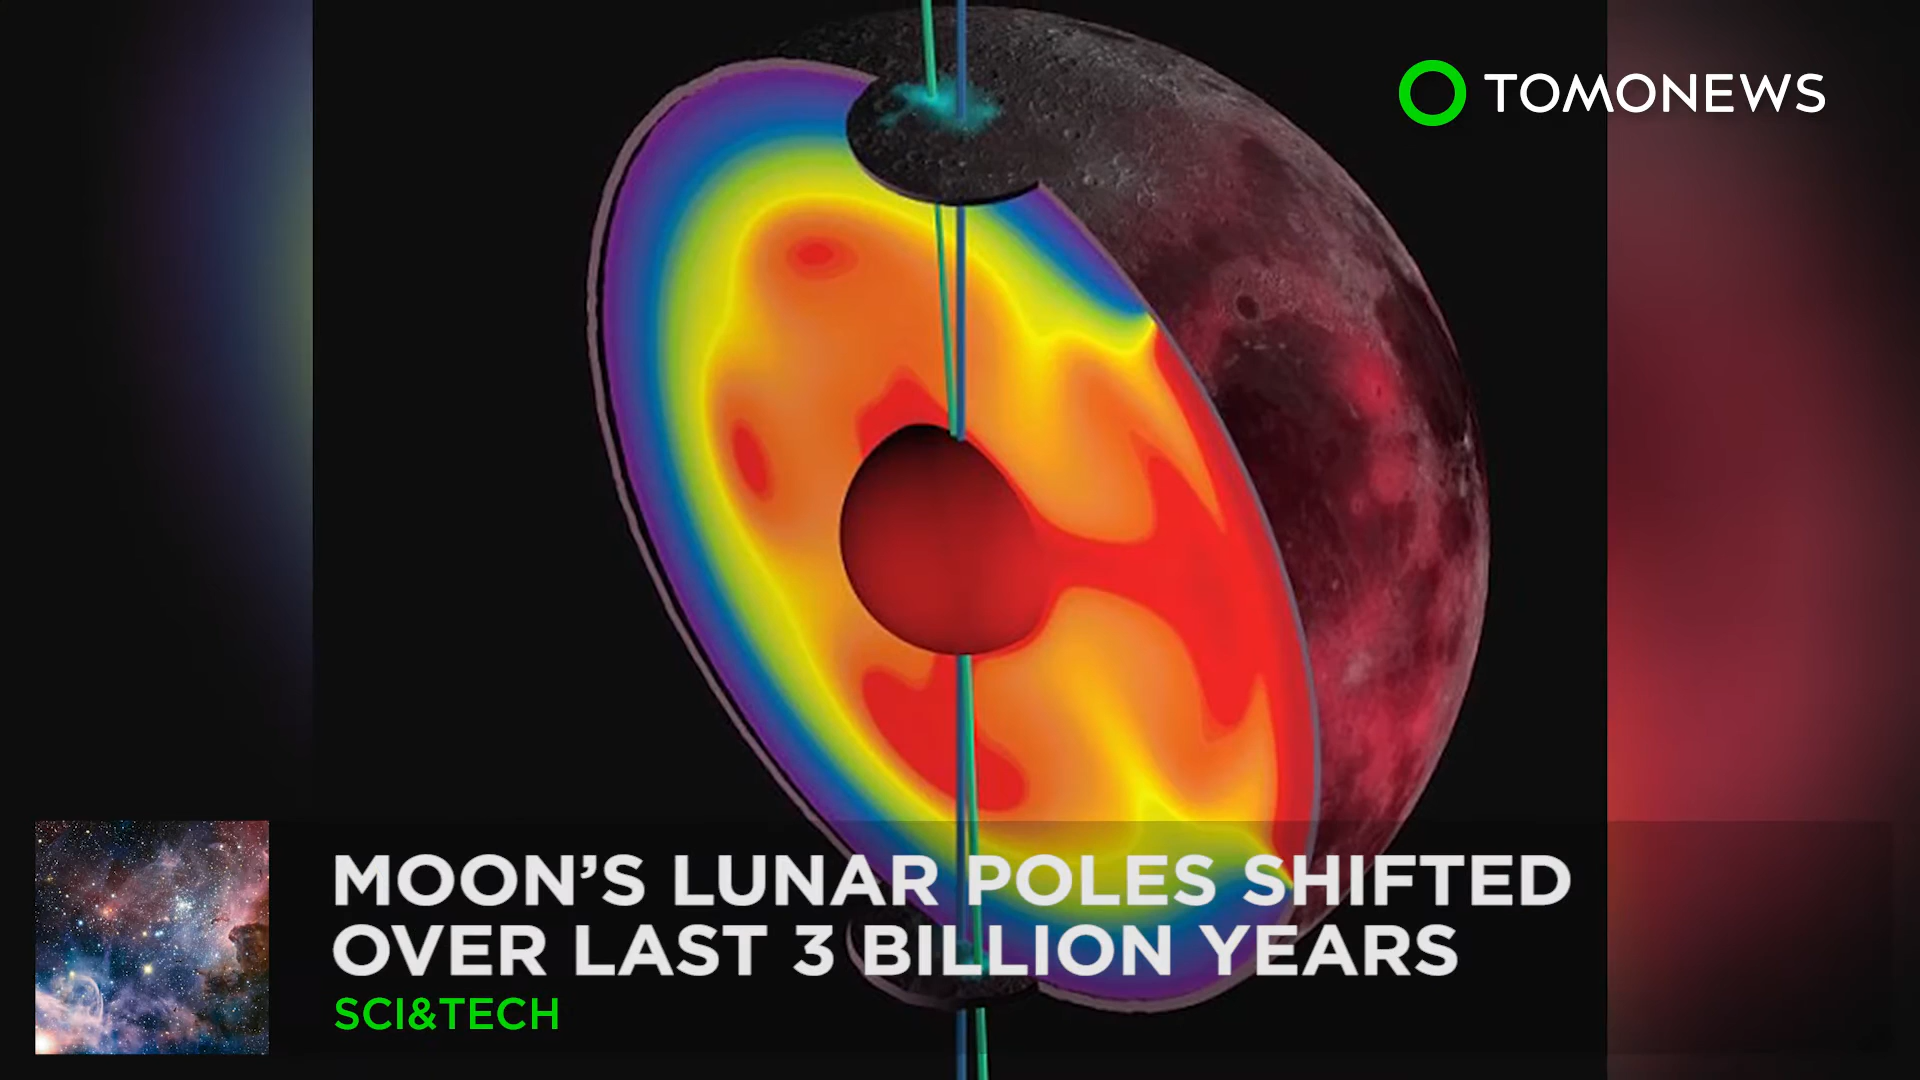 TOMONEWS
MOON’S LUNAR POLES SHIFTED
OVER LAST 3 BILLION YEARS
SCI&TECH